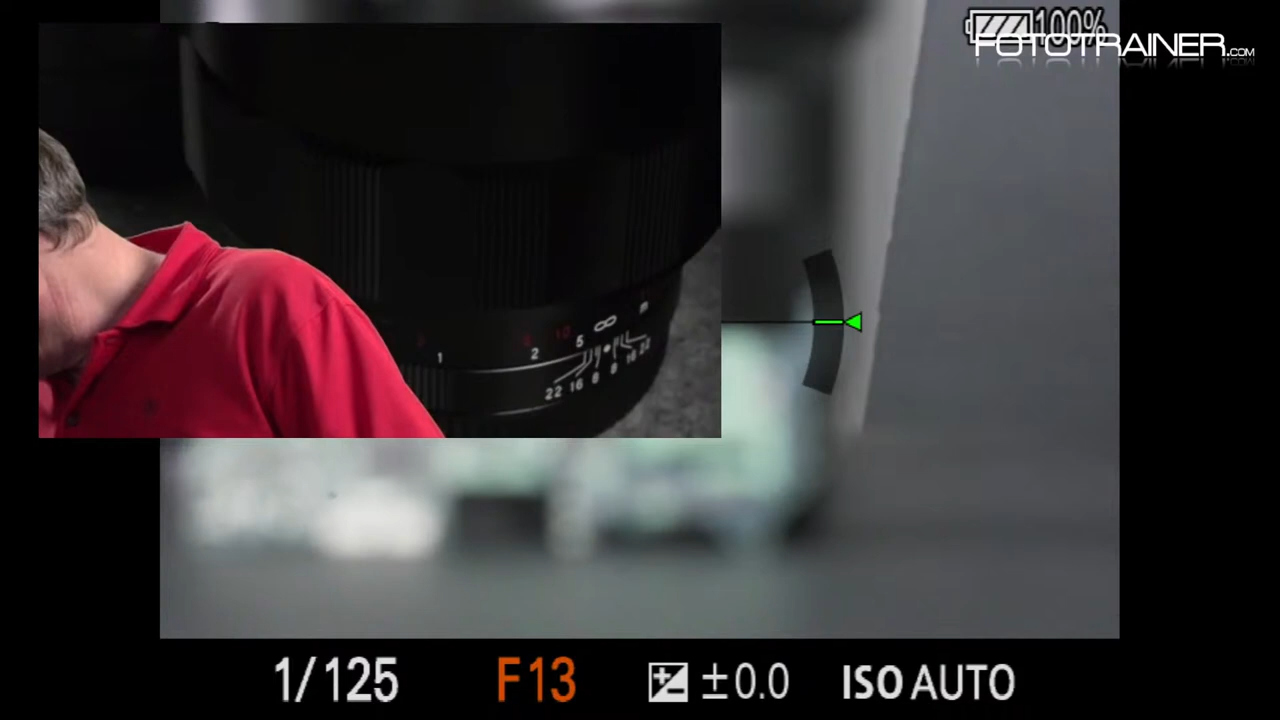 100%
FOTOTRAINER.COM
5 ∞
1 2
22 16 8 8 16 22
1/125 F13 ±0.0 ISO AUTO